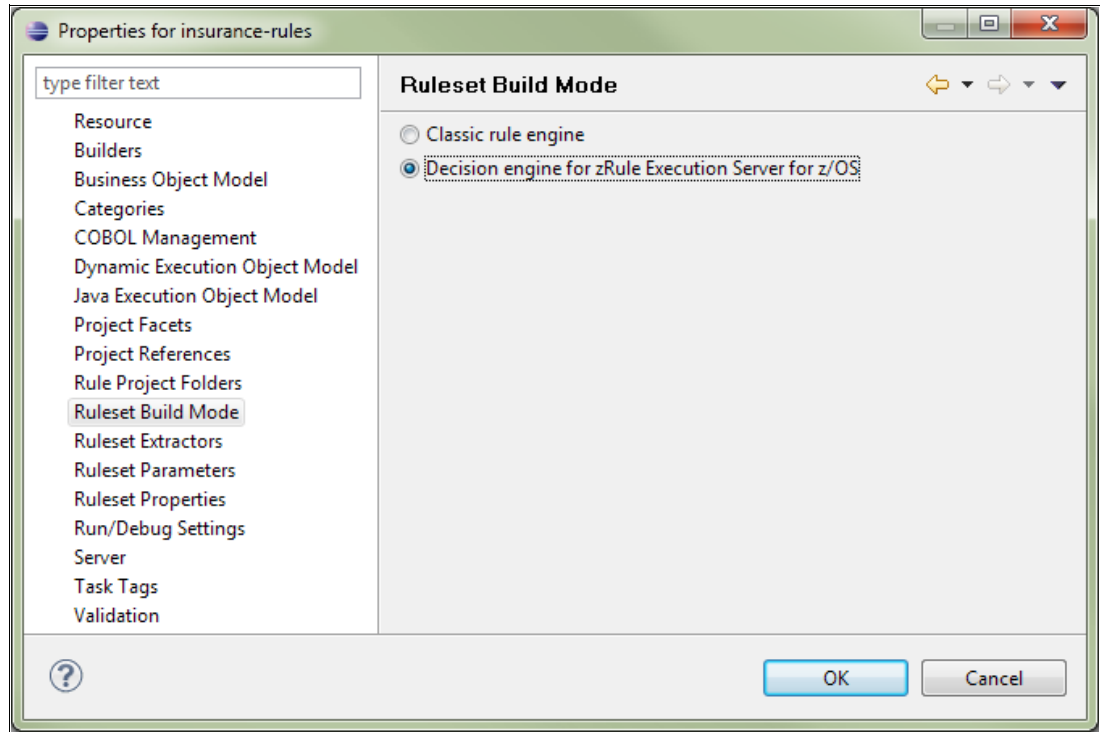 Properties for insurance-rules
type filter text
Resource
Builders
Business Object Model
Categories
COBOL Management
Dynamic Execution Object Model
Java Execution Object Model
Project Facets
Project References
Rule Project Folders
Ruleset Build Mode
Ruleset Extractors
Ruleset Parameters
Ruleset Properties
Run/Debug Settings
Server
Task Tags
Validation
Ruleset Build Mode
Classic rule engine
Decision engine for zRule Execution Server for z/OS
?
OK
Cancel